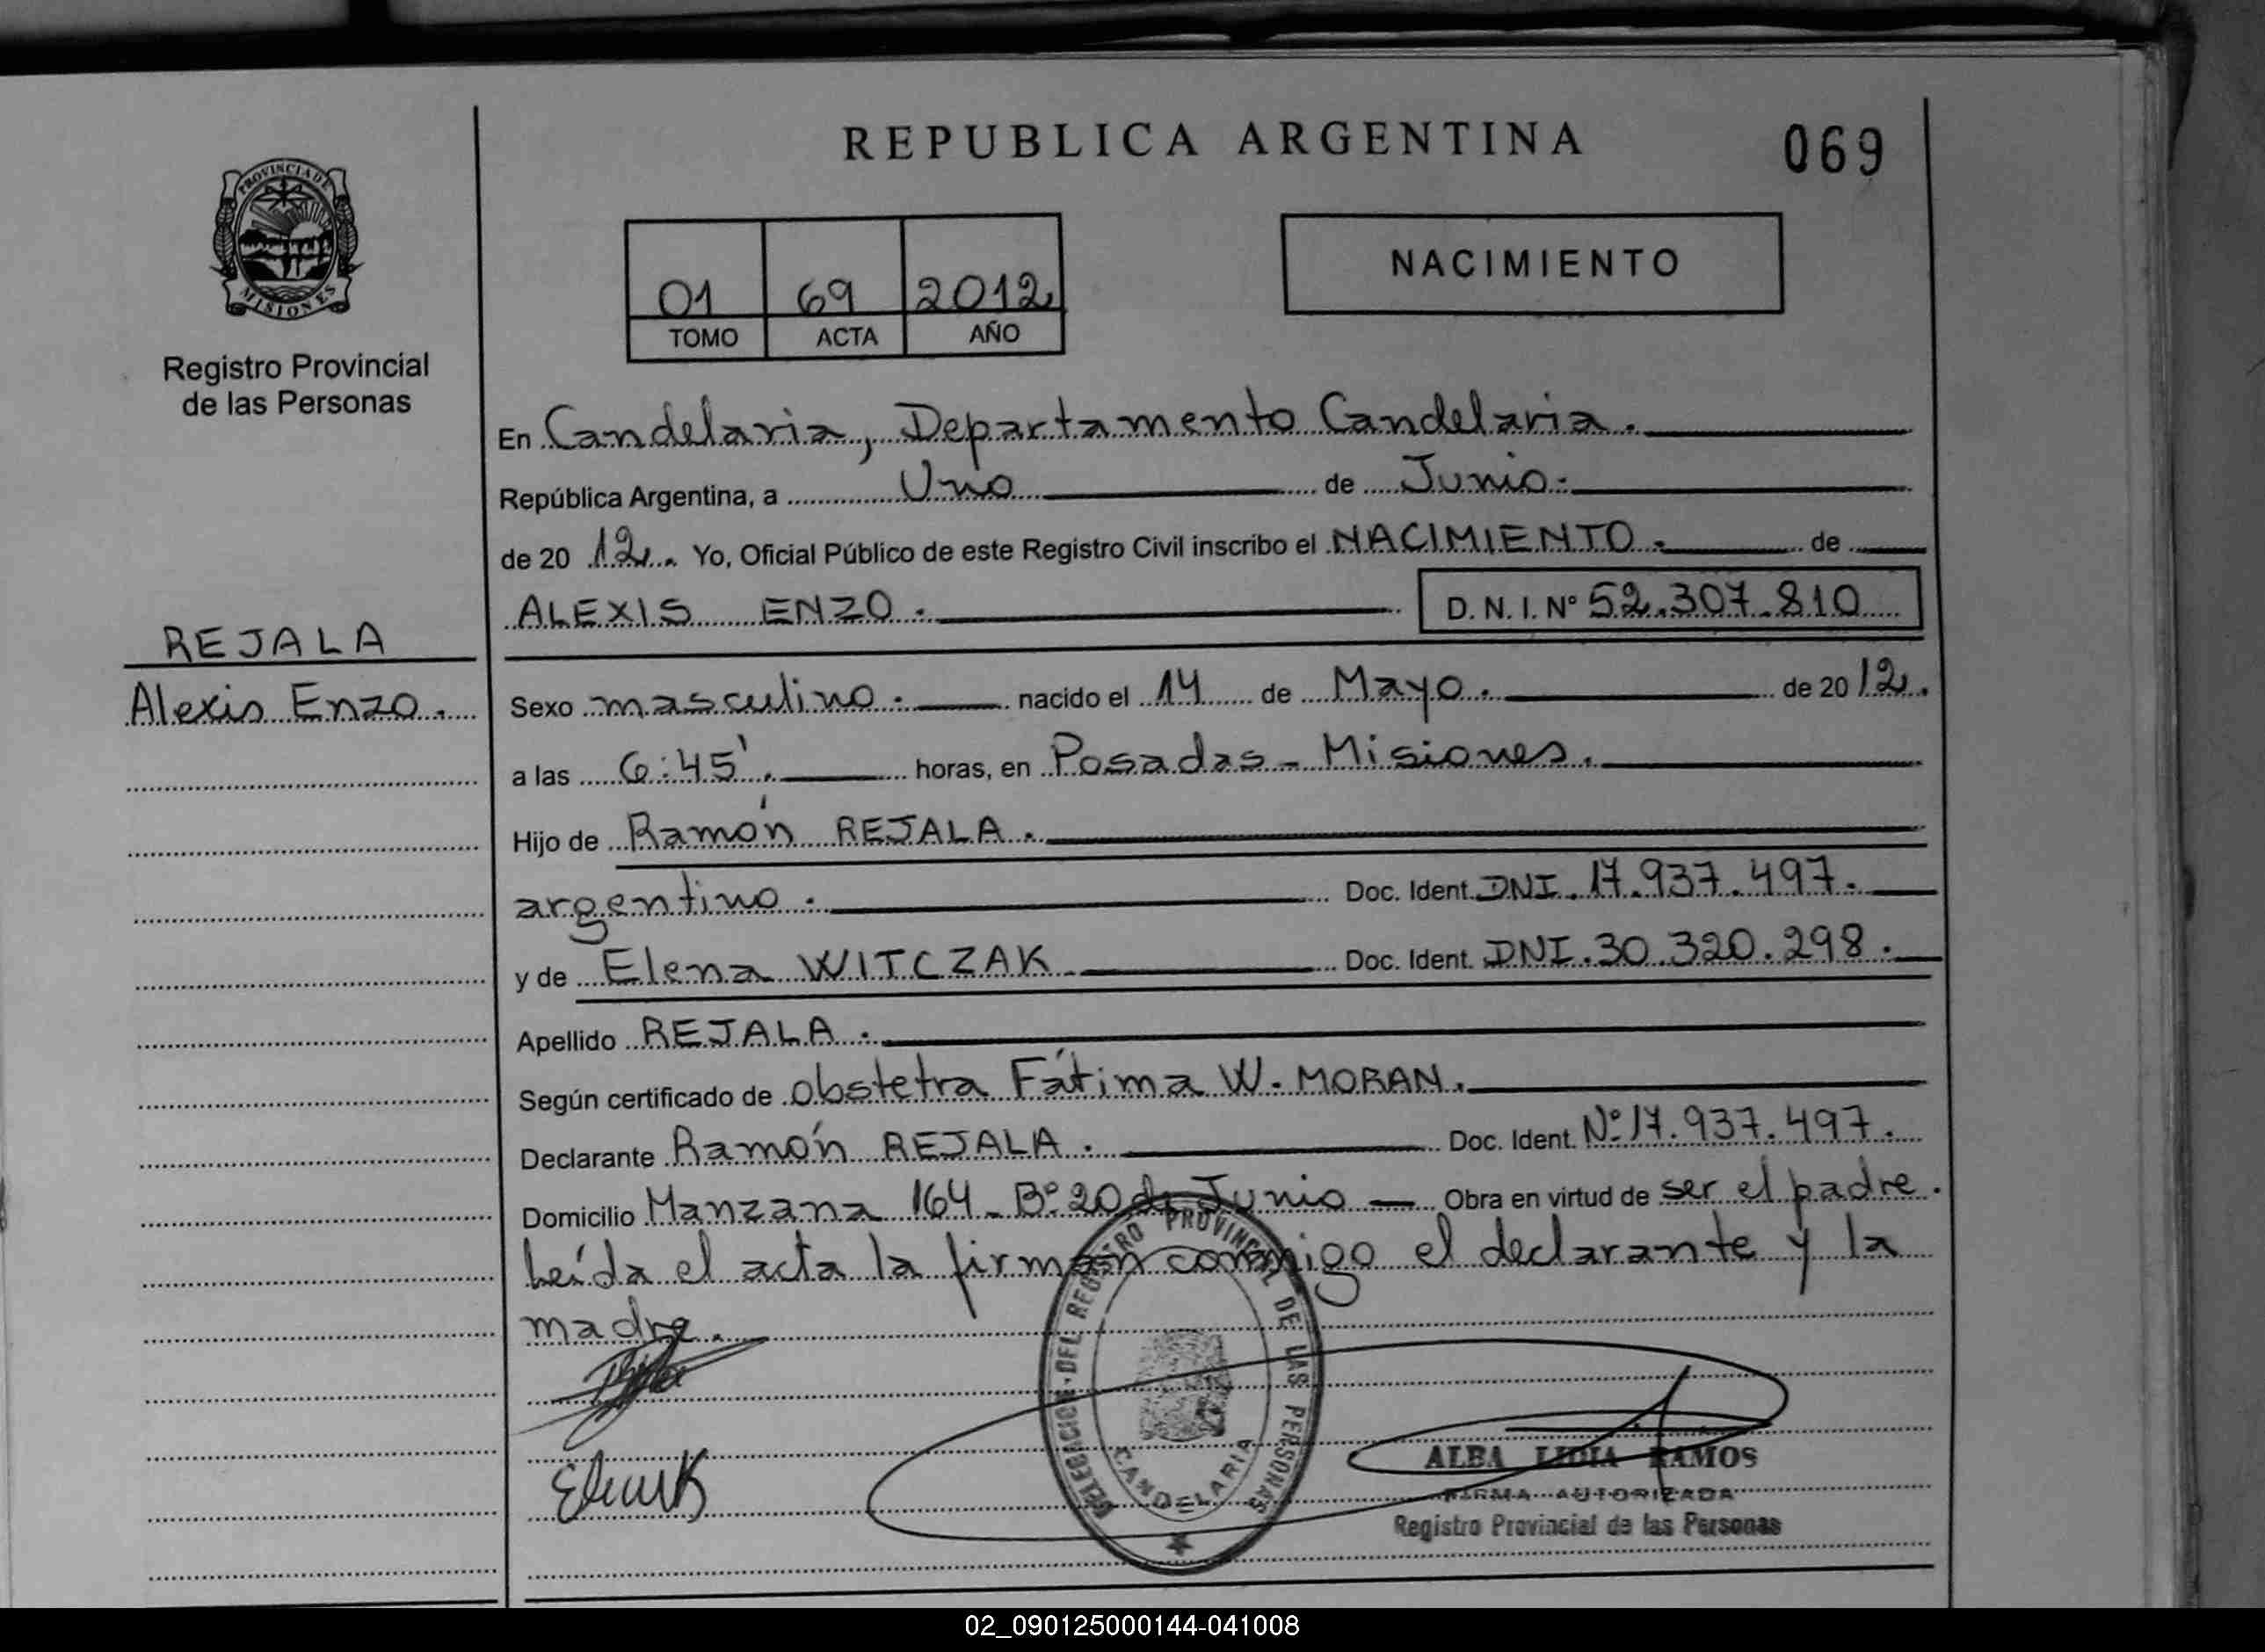 REPUBLICA ARGENTINA
069
PROVINCIA DE
MISIONES
Registro Provincial
de las Personas
01 69 2012
TOMO ACTA AÑO
NACIMIENTO
En Candelaria, Departamento Candelaria.
República Argentina, a Uno de Junio.
de 20 12. Yo, Oficial Público de este Registro Civil inscribo el NACIMIENTO. de
ALEXIS ENZO. D. N. I. Nº 52.307.810
REJALA
Alexis Enzo.
Sexo masculino. nacido el 14 de Mayo. de 20 12.
a las 6:45'. horas, en Posadas - Misiones.
Hijo de Ramón REJALA.
argentino. Doc. Ident. DNI. 17.937.497.
y de Elena WITCZAK Doc. Ident. DNI. 30.320.298.
Apellido REJALA.
Según certificado de obstetra Fátima W. MORAN.
Declarante Ramón REJALA. Doc. Ident. Nº 17.937.497.
Domicilio Manzana 164 - Bº 20 de Junio — Obra en virtud de ser el padre.
Leída el acta la firman conmigo el declarante y la
madre.
DELEGACION DEL REGISTRO PROVINCIAL DE LAS PERSONAS
CANDELARIA
ALBA LIDIA RAMOS
FIRMA AUTORIZADA
Registro Provincial de las Personas
02_090125000144-041008